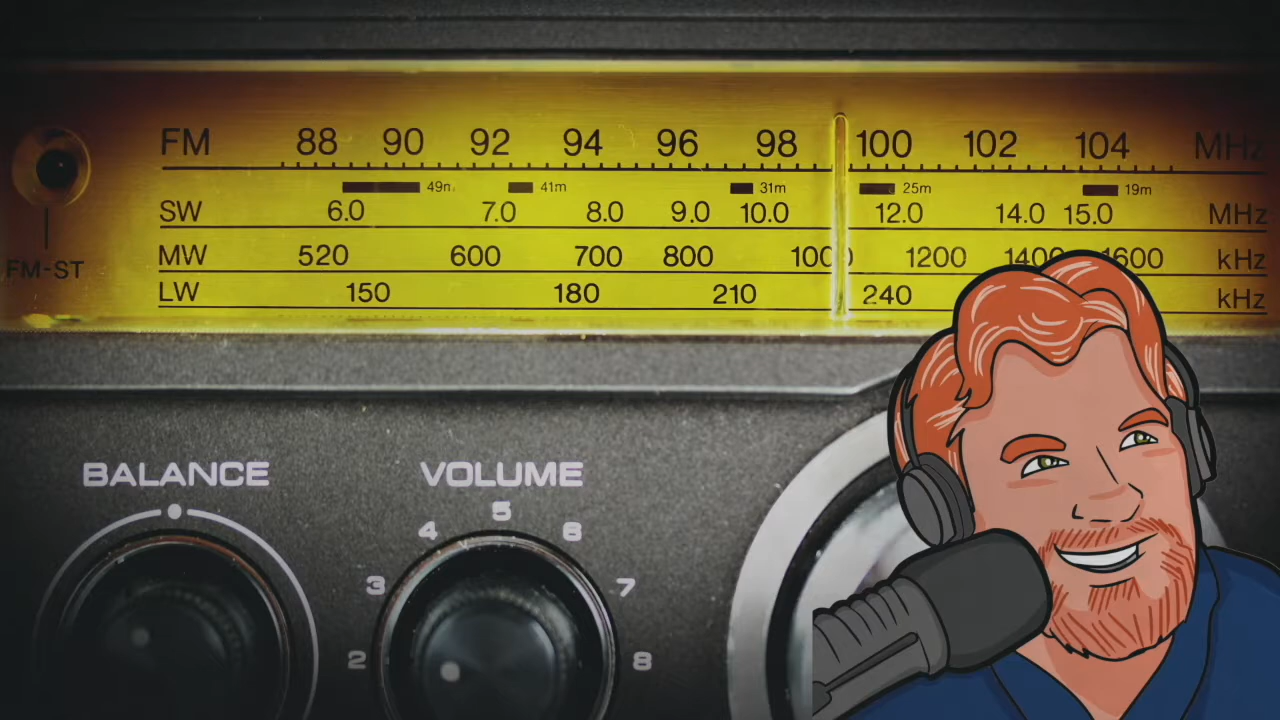 FM 88 90 92 94 96 98 100 102 104 MHz
49m 41m 31m 25m 19m
SW 6.0 7.0 8.0 9.0 10.0 12.0 14.0 15.0 MHz
MW 520 600 700 800 1000 1200 1400 1600 kHz
FM-ST
LW 150 180 210 240 kHz
BALANCE VOLUME
2 3 4 5 6 7 8